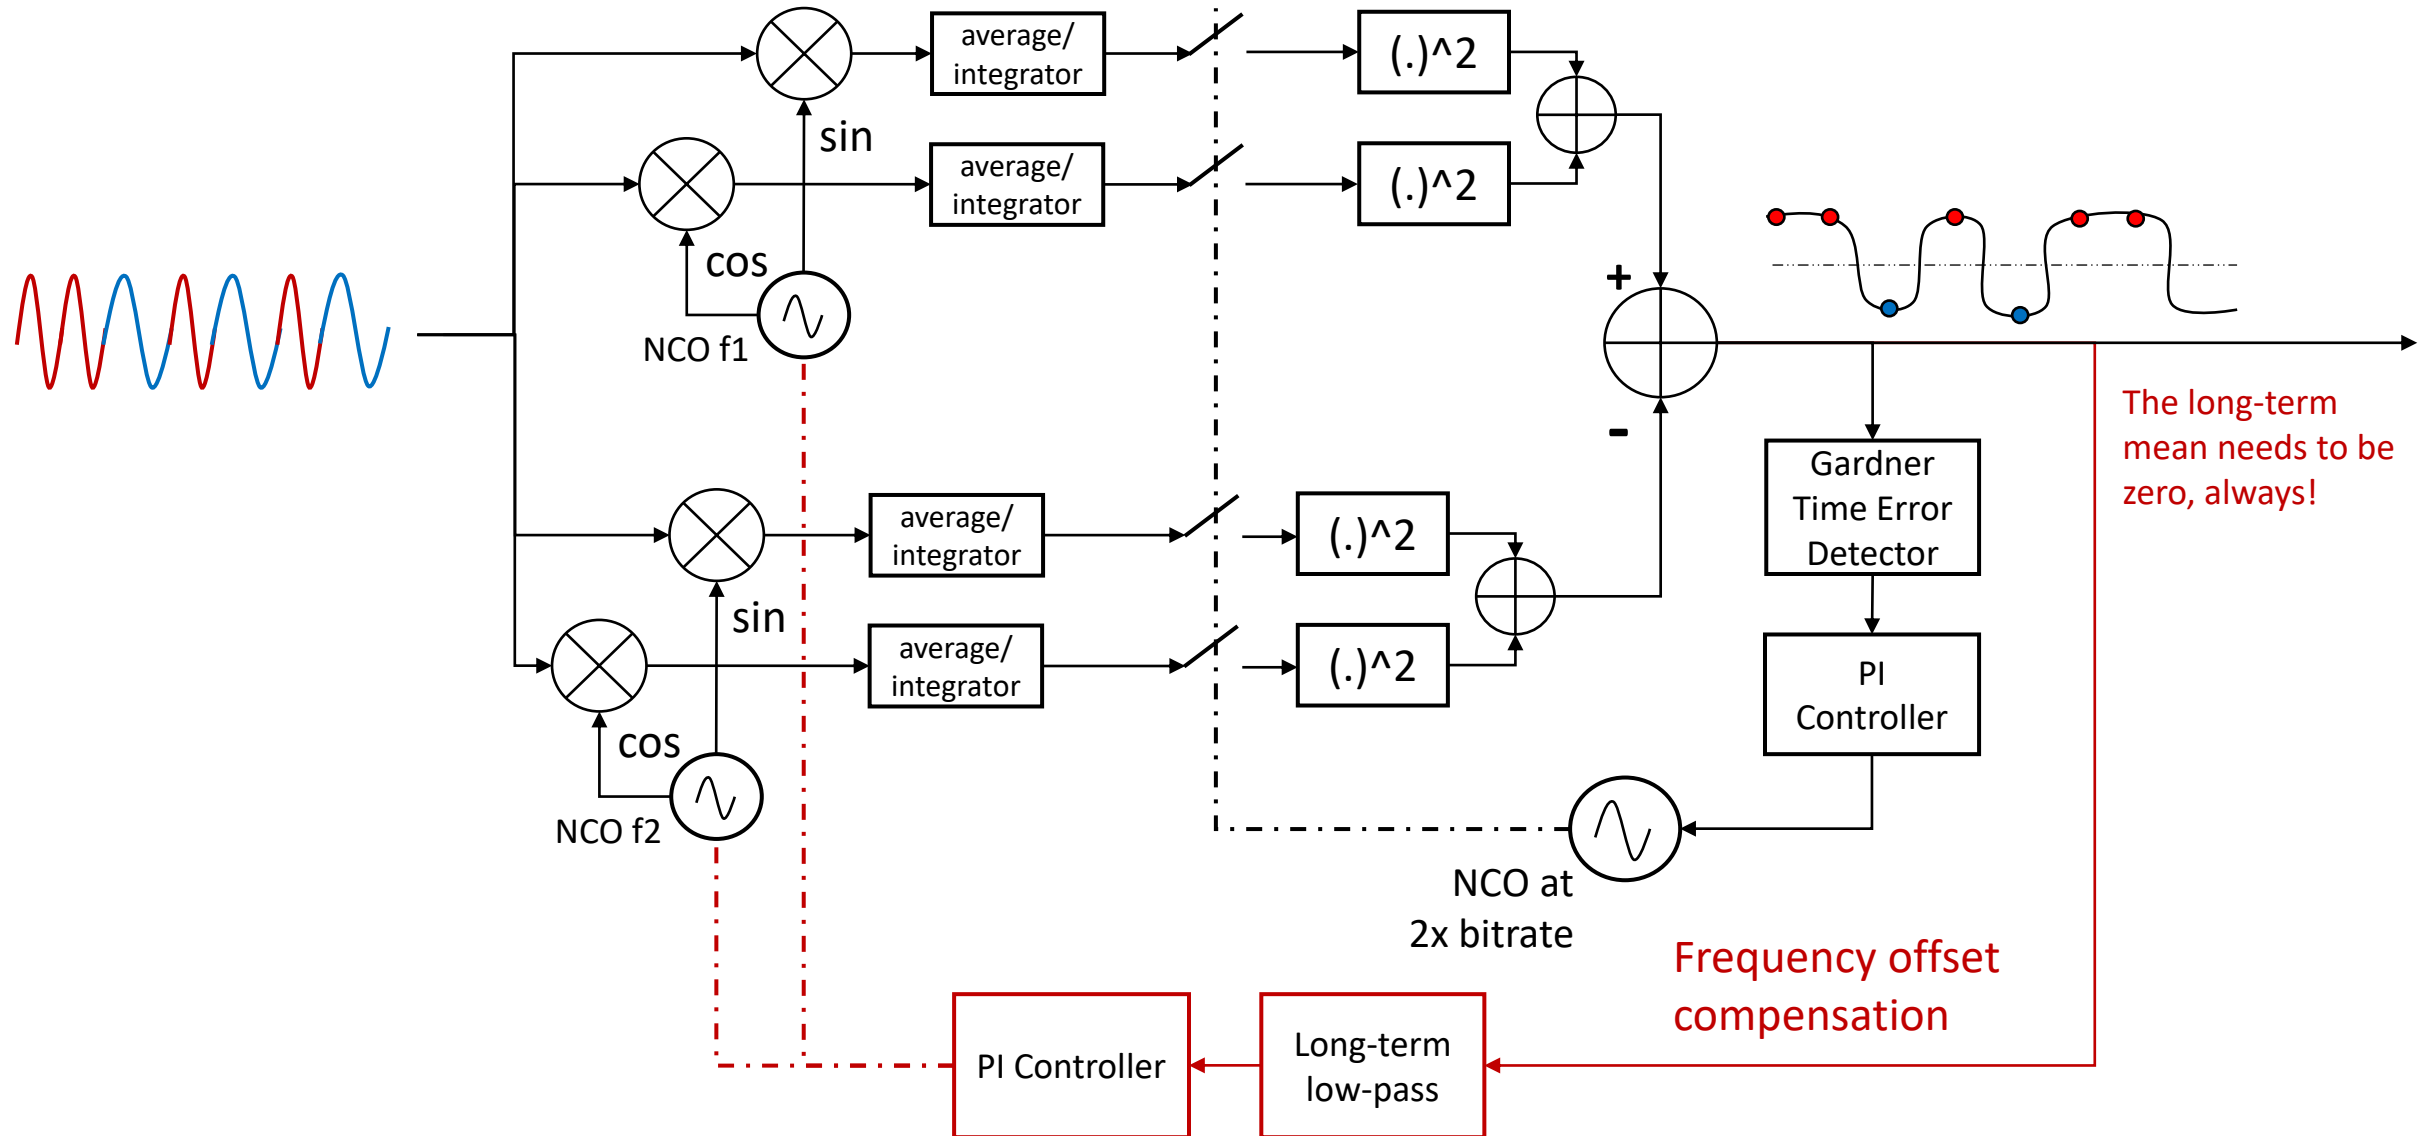 average/
integrator
(.)^2
sin
average/
integrator
(.)^2
cos
NCO f1
+
-
The long-term
mean needs to be
zero, always!
Gardner
Time Error
Detector
average/
integrator
(.)^2
sin
average/
integrator
(.)^2
cos
NCO f2
PI
Controller
NCO at
2x bitrate
Frequency offset
compensation
PI Controller
Long-term
low-pass